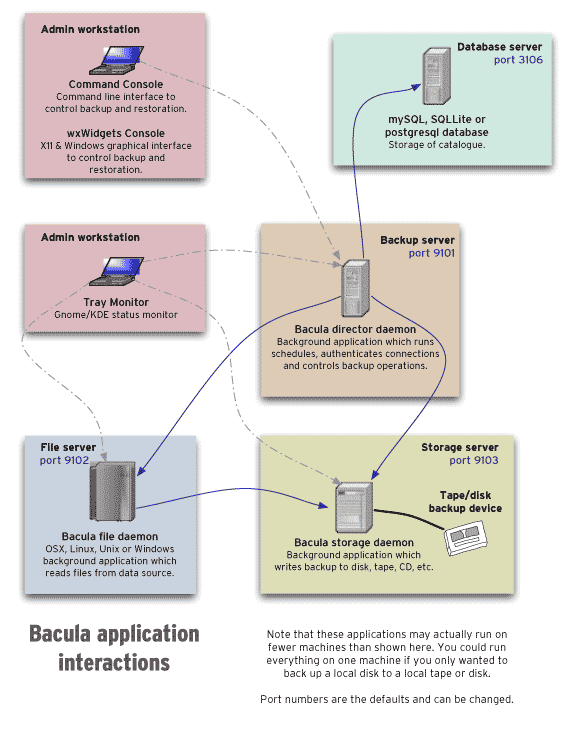 Admin workstation
Command Console
Command line interface to
control backup and restoration.
wxWidgets Console
X11 & Windows graphical interface
to control backup and
restoration.
Database server
port 3106
mySQL, SQLLite or
postgresql database
Storage of catalogue.
Admin workstation
Tray Monitor
Gnome/KDE status monitor
Backup server
port 9101
Bacula director daemon
Background application which runs
schedules, authenticates connections
and controls backup operations.
File server
port 9102
Bacula file daemon
OSX, Linux, Unix or Windows
background application which
reads files from data source.
Storage server
port 9103
Tape/disk
backup device
Bacula storage daemon
Background application which
writes backup to disk, tape, CD, etc.
Bacula application
interactions
Note that these applications may actually run on
fewer machines than shown here. You could run
everything on one machine if you only wanted to
back up a local disk to a local tape or disk.
Port numbers are the defaults and can be changed.